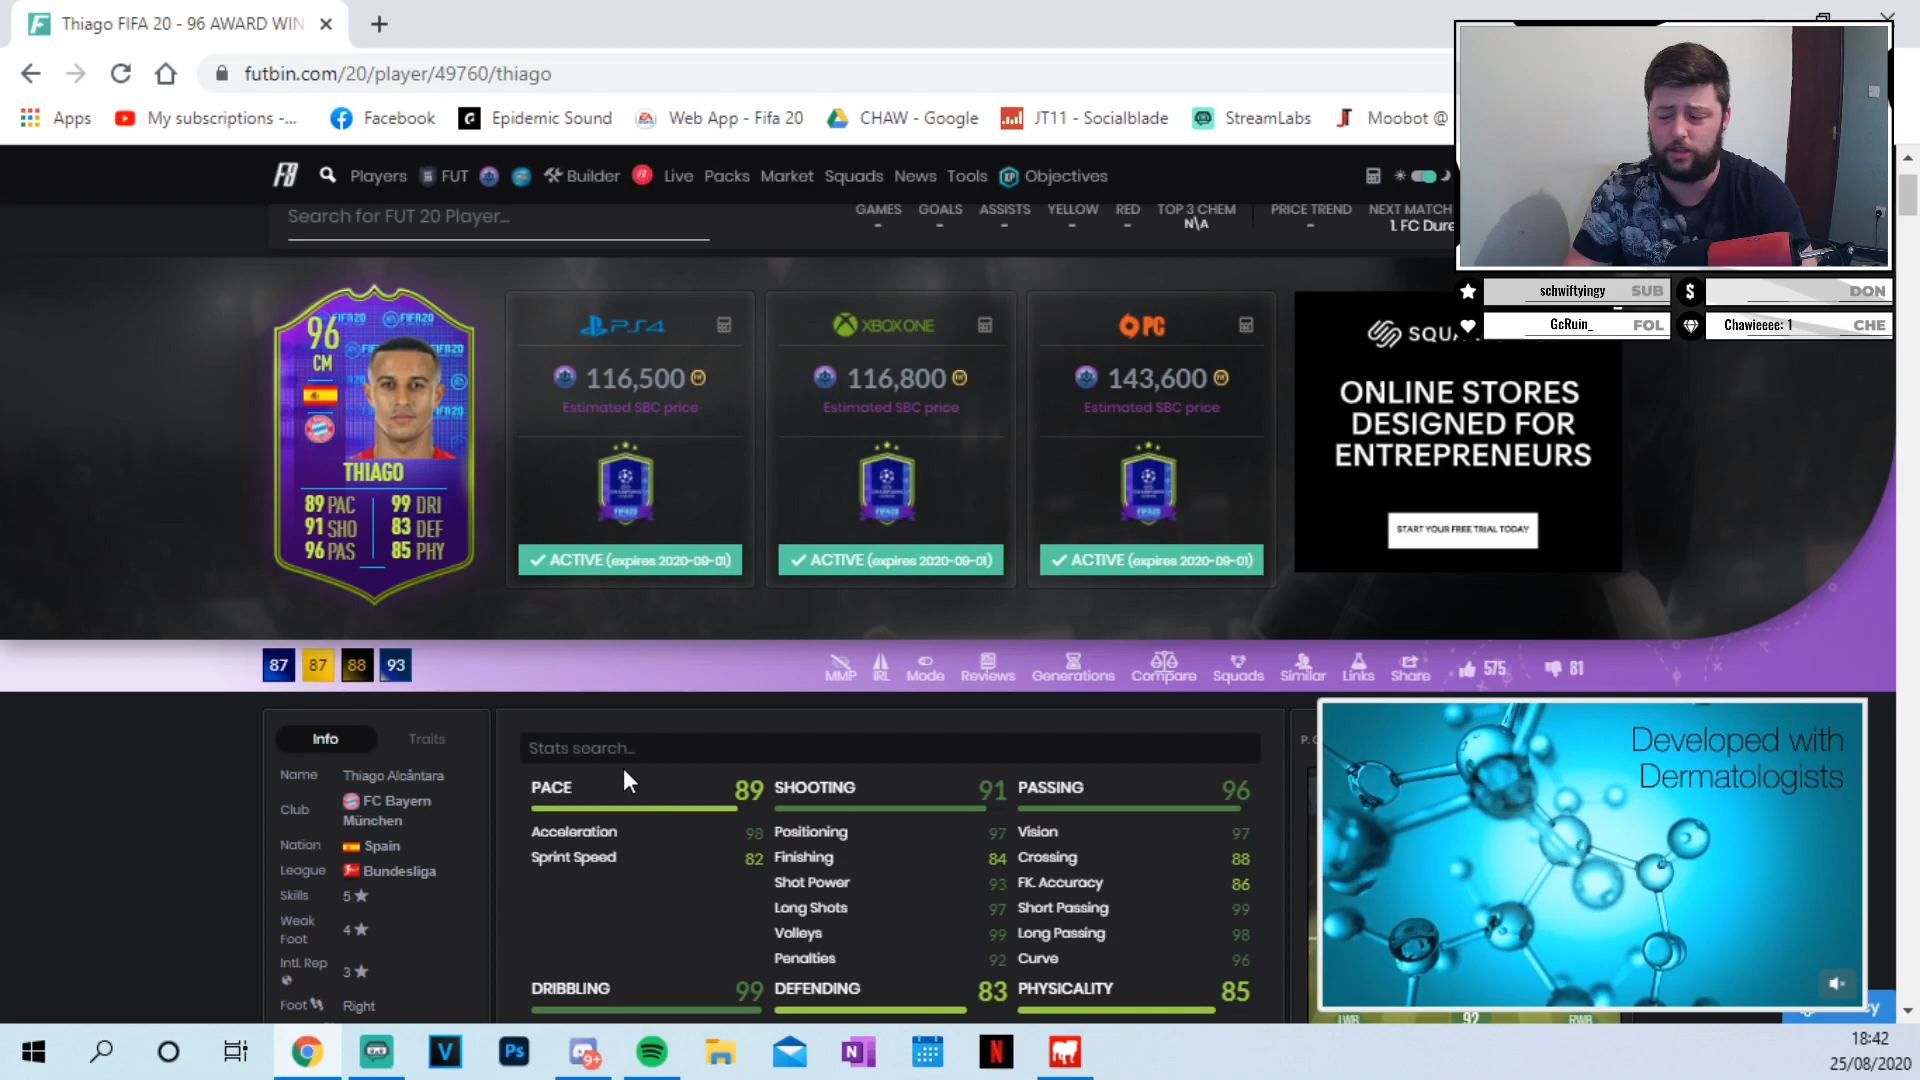 Thiago FIFA 20 - 96 AWARD WIN
futbin.com/20/player/49760/thiago
Apps My subscriptions -... Facebook Epidemic Sound Web App - Fifa 20 CHAW - Google JT11 - Socialblade StreamLabs Moobot @
Players FUT Builder Live Packs Market Squads News Tools Objectives
Search for FUT 20 Player...
GAMES GOALS ASSISTS YELLOW RED TOP 3 CHEM PRICE TREND NEXT MATCH
- - - - - N\A - 1. FC Dure
schwiftyingy SUB DON
GcRuin_ FOL Chawieeee: 1 CHE
96
CM
THIAGO
89 PAC 99 DRI
91 SHO 83 DEF
96 PAS 85 PHY
PS4
116,500
Estimated SBC price
ACTIVE (expires 2020-09-01)
XBOX ONE
116,800
Estimated SBC price
ACTIVE (expires 2020-09-01)
PC
143,600
Estimated SBC price
ACTIVE (expires 2020-09-01)
ONLINE STORES
DESIGNED FOR
ENTREPRENEURS
START YOUR FREE TRIAL TODAY
87 87 88 93
MMP IRL Mode Reviews Generations Compare Squads Similar Links Share 575 81
Info Traits
Name Thiago Alcântara
Club FC Bayern
München
Nation Spain
League Bundesliga
Skills 5
Weak
Foot 4
Intl. Rep 3
Foot Right
Stats search...
PACE 89
Acceleration 98
Sprint Speed 82
SHOOTING 91
Positioning 97
Finishing 84
Shot Power 93
Long Shots 97
Volleys 99
Penalties 92
PASSING 96
Vision 97
Crossing 88
FK. Accuracy 86
Short Passing 99
Long Passing 98
Curve 96
DRIBBLING 99 DEFENDING 83 PHYSICALITY 85
Developed with
Dermatologists
LWB 92 RWB
18:42
25/08/2020